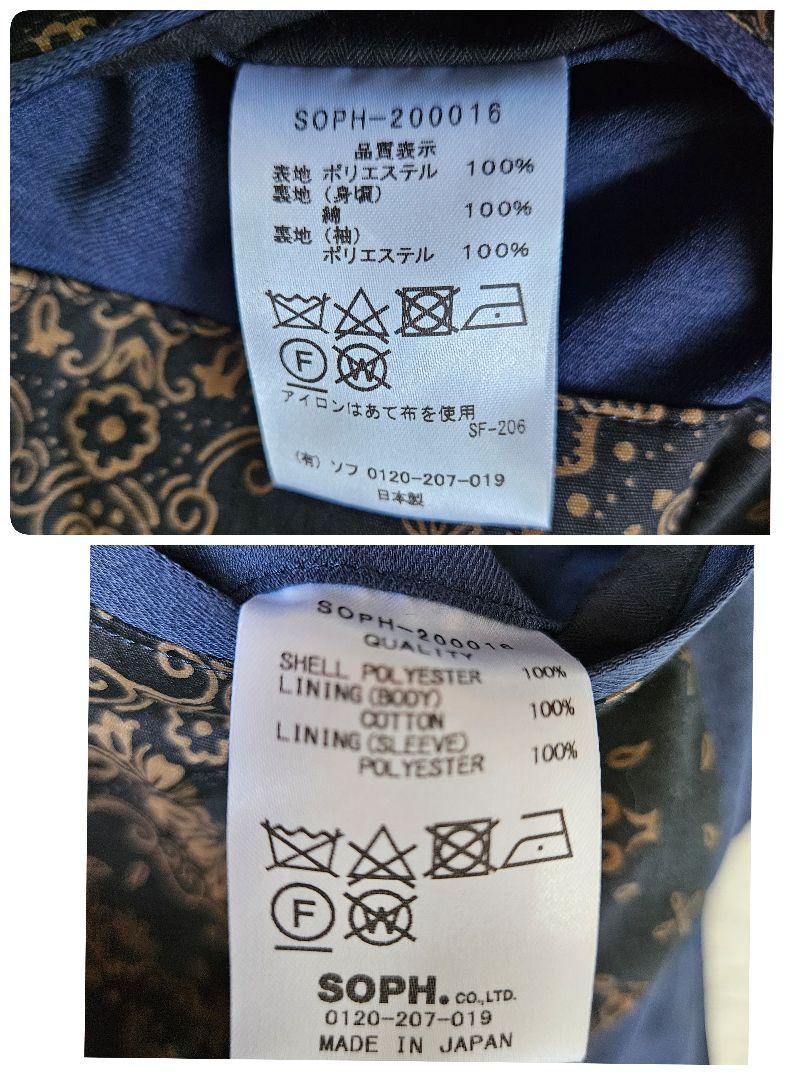 SOPH-200016
品質表示
表地 ポリエステル 100%
裏地 (身頃)
綿 100%
裏地 (袖)
ポリエステル 100%
F W
アイロンはあて布を使用
SF-206
(有) ソフ 0120-207-019
日本製
SOPH-200016
QUALITY
SHELL POLYESTER 100%
LINING(BODY)
COTTON 100%
LINING(SLEEVE)
POLYESTER 100%
F W
SOPH. CO.,LTD.
0120-207-019
MADE IN JAPAN